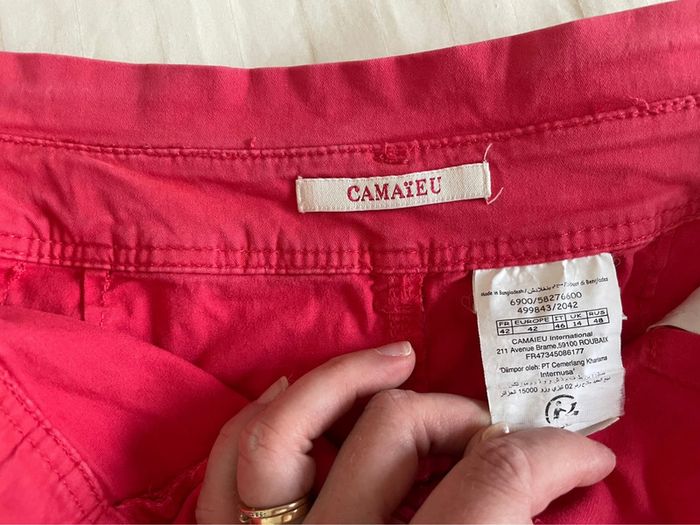 CAMAÏEU
Made in Bangladesh /
6900/58276600
499843/2042
FR EUROPE IT UK RUS
42 42 46 14 48
CAMAIEU International
211 Avenue Brame,59100 ROUBAIX
FR47345086177
"Diimpor oleh: PT Cemerlang Kharisma
Internusa"
15000 الجزائر